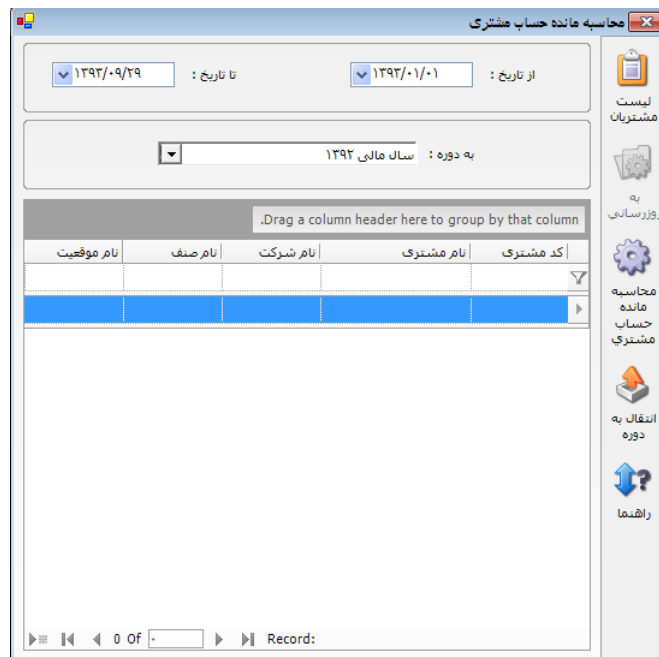 محاسبه مانده حساب مشتری
از تاریخ : ۱۳۹۳/۰۱/۰۱ تا تاریخ : ۱۳۹۳/۰۹/۲۹
به دوره : سال مالی ۱۳۹۲
Drag a column header here to group by that column.
کد مشتری نام مشتری نام شرکت نام صنف نام موقعیت
Record: 0 Of ۰
لیست
مشتریان
به
روزرسانی
محاسبه
مانده
حساب
مشتري
انتقال به
دوره
راهنما